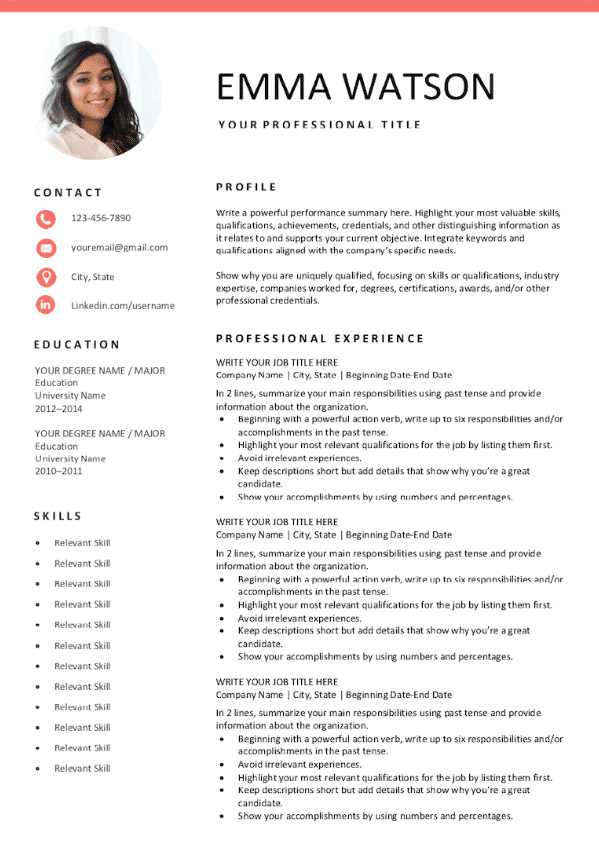 EMMA WATSON
YOUR PROFESSIONAL TITLE
CONTACT
123-456-7890
youremail@gmail.com
City, State
Linkedin.com/username
EDUCATION
YOUR DEGREE NAME / MAJOR
Education
University Name
2012–2014
YOUR DEGREE NAME / MAJOR
Education
University Name
2010–2011
SKILLS
• Relevant Skill
• Relevant Skill
• Relevant Skill
• Relevant Skill
• Relevant Skill
• Relevant Skill
• Relevant Skill
• Relevant Skill
• Relevant Skill
• Relevant Skill
• Relevant Skill
• Relevant Skill
PROFILE
Write a powerful performance summary here. Highlight your most valuable skills,
qualifications, achievements, credentials, and other distinguishing information as
it relates to and supports your current objective. Integrate keywords and
qualifications aligned with the company's specific needs.
Show why you are uniquely qualified, focusing on skills or qualifications, industry
expertise, companies worked for, degrees, certifications, awards, and/or other
professional credentials.
PROFESSIONAL EXPERIENCE
WRITE YOUR JOB TITLE HERE
Company Name | City, State | Beginning Date-End Date
In 2 lines, summarize your main responsibilities using past tense and provide
information about the organization.
• Beginning with a powerful action verb, write up to six responsibilities and/or
accomplishments in the past tense.
• Highlight your most relevant qualifications for the job by listing them first.
• Avoid irrelevant experiences.
• Keep descriptions short but add details that show why you're a great
candidate.
• Show your accomplishments by using numbers and percentages.
WRITE YOUR JOB TITLE HERE
Company Name | City, State | Beginning Date-End Date
In 2 lines, summarize your main responsibilities using past tense and provide
information about the organization.
• Beginning with a powerful action verb, write up to six responsibilities and/or
accomplishments in the past tense.
• Highlight your most relevant qualifications for the job by listing them first.
• Avoid irrelevant experiences.
• Keep descriptions short but add details that show why you're a great
candidate.
• Show your accomplishments by using numbers and percentages.
WRITE YOUR JOB TITLE HERE
Company Name | City, State | Beginning Date-End Date
In 2 lines, summarize your main responsibilities using past tense and provide
information about the organization.
• Beginning with a powerful action verb, write up to six responsibilities and/or
accomplishments in the past tense.
• Avoid irrelevant experiences.
• Highlight your most relevant qualifications for the job by listing them first.
• Keep descriptions short but add details that show why you're a great
candidate.
• Show your accomplishments by using numbers and percentages.